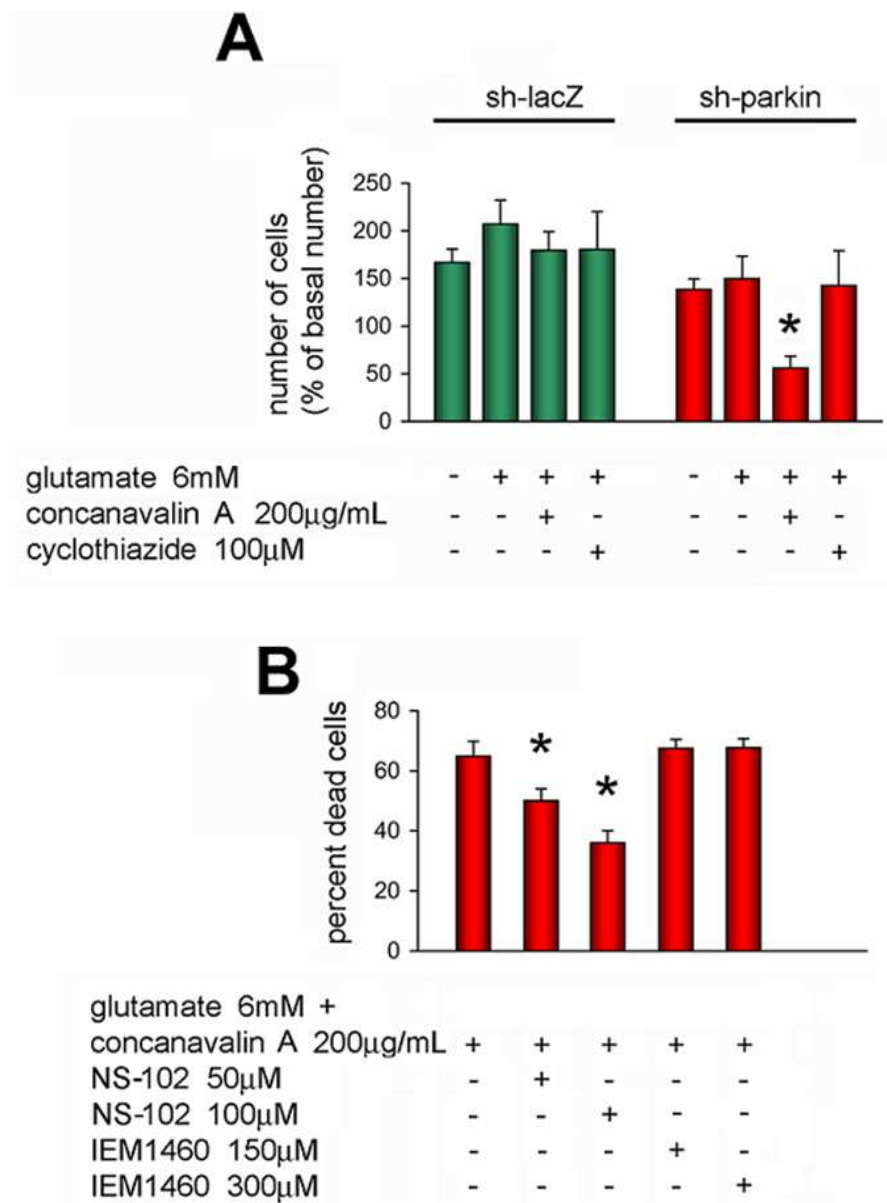 A
sh-lacZ sh-parkin
number of cells
(% of basal number)
250
200
150
100
50
0
*
glutamate 6mM - + + + - + + +
concanavalin A 200μg/mL - - + - - - + -
cyclothiazide 100μM - - - + - - - +
B
percent dead cells
80
60
40
20
0
* *
glutamate 6mM +
concanavalin A 200μg/mL + + + + +
NS-102 50μM - + - - -
NS-102 100μM - - + - -
IEM1460 150μM - - - + -
IEM1460 300μM - - - - +